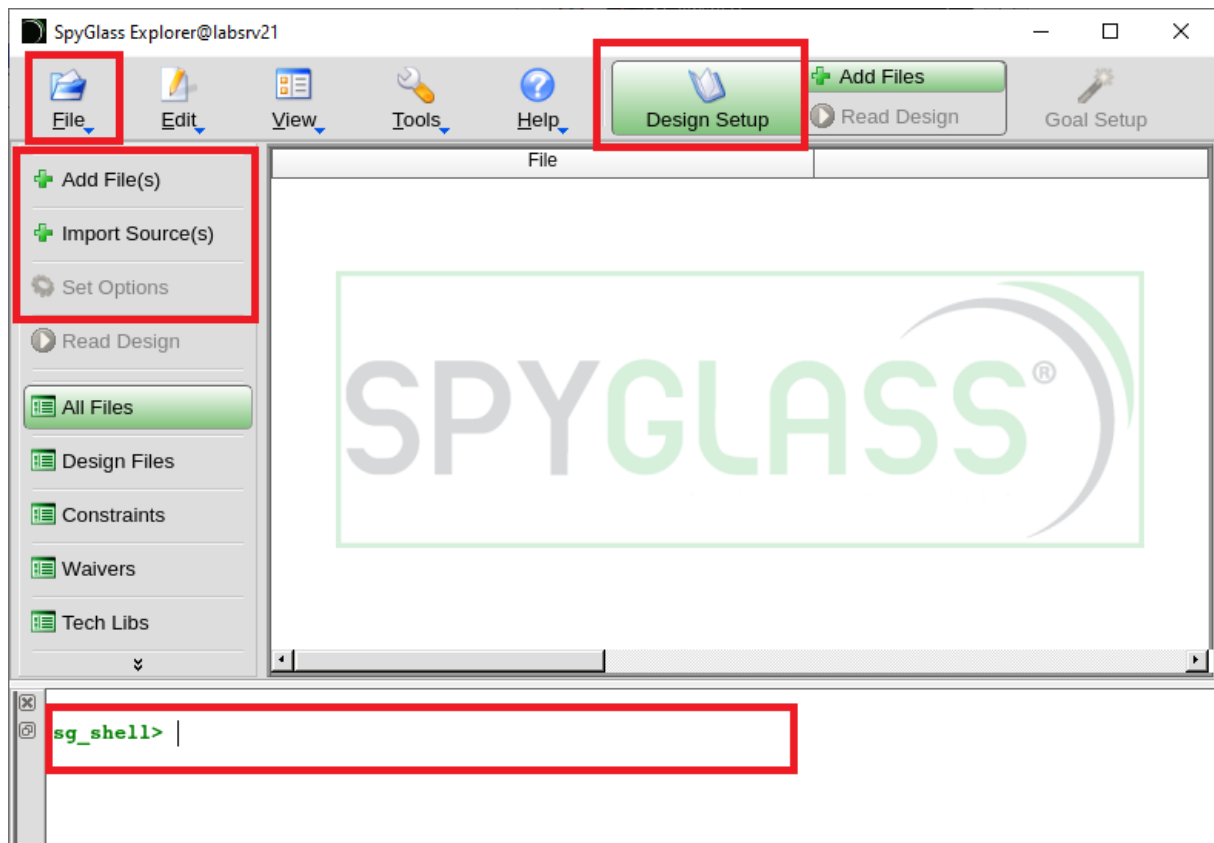 SpyGlass Explorer@labsrv21
File
Edit
View
Tools
Help
Design Setup
Add Files
Read Design
Goal Setup
Add File(s)
Import Source(s)
Set Options
Read Design
All Files
Design Files
Constraints
Waivers
Tech Libs
File
SPYGLASS®
sg_shell>